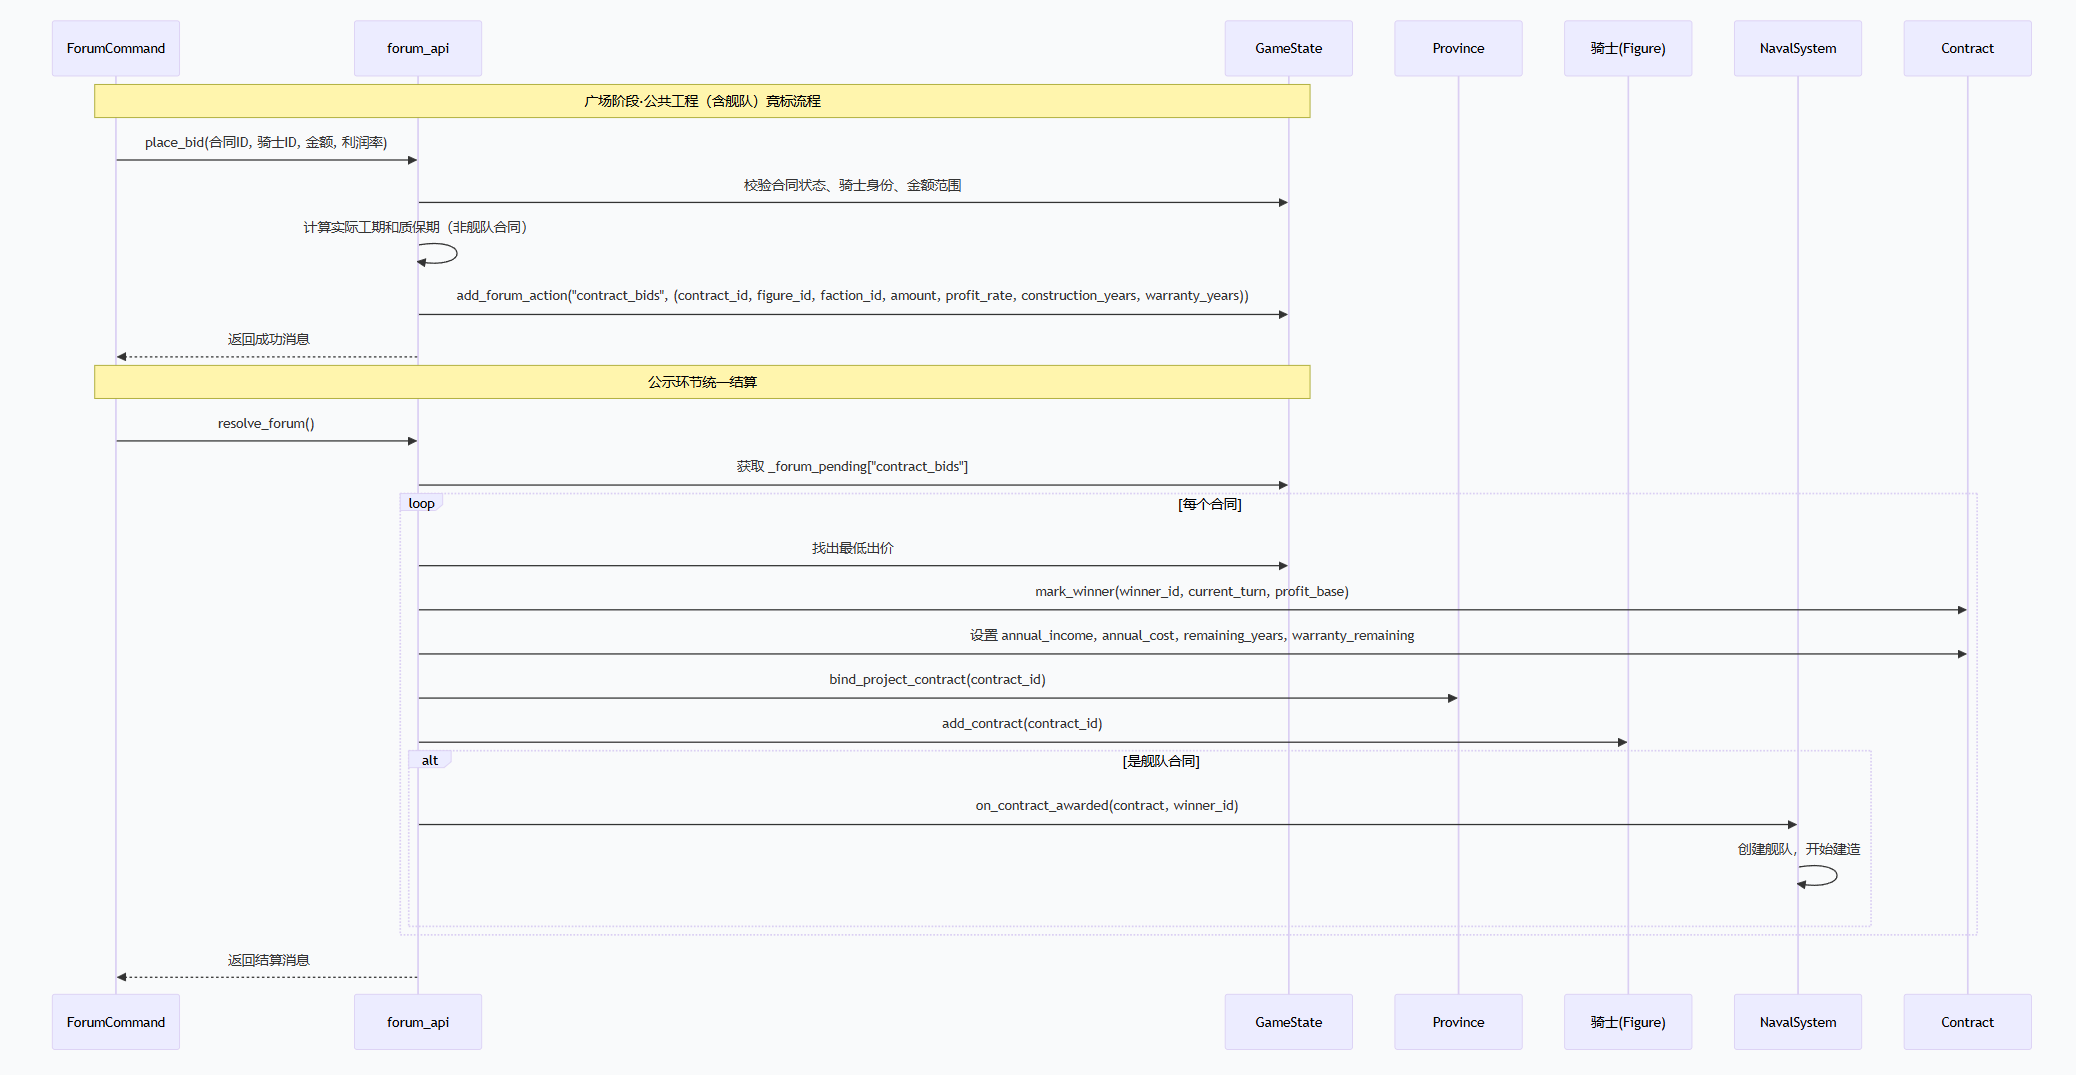 ForumCommand
forum_api
GameState
Province
骑士(Figure)
NavalSystem
Contract
广场阶段·公共工程（含舰队）竞标流程
place_bid(合同ID, 骑士ID, 金额, 利润率)
校验合同状态、骑士身份、金额范围
计算实际工期和质保期（非舰队合同）
add_forum_action("contract_bids", (contract_id, figure_id, faction_id, amount, profit_rate, construction_years, warranty_years))
返回成功消息
公示环节统一结算
resolve_forum()
获取 _forum_pending["contract_bids"]
loop
[每个合同]
找出最低出价
mark_winner(winner_id, current_turn, profit_base)
设置 annual_income, annual_cost, remaining_years, warranty_remaining
bind_project_contract(contract_id)
add_contract(contract_id)
alt
[是舰队合同]
on_contract_awarded(contract, winner_id)
创建舰队，开始建造
返回结算消息
ForumCommand
forum_api
GameState
Province
骑士(Figure)
NavalSystem
Contract